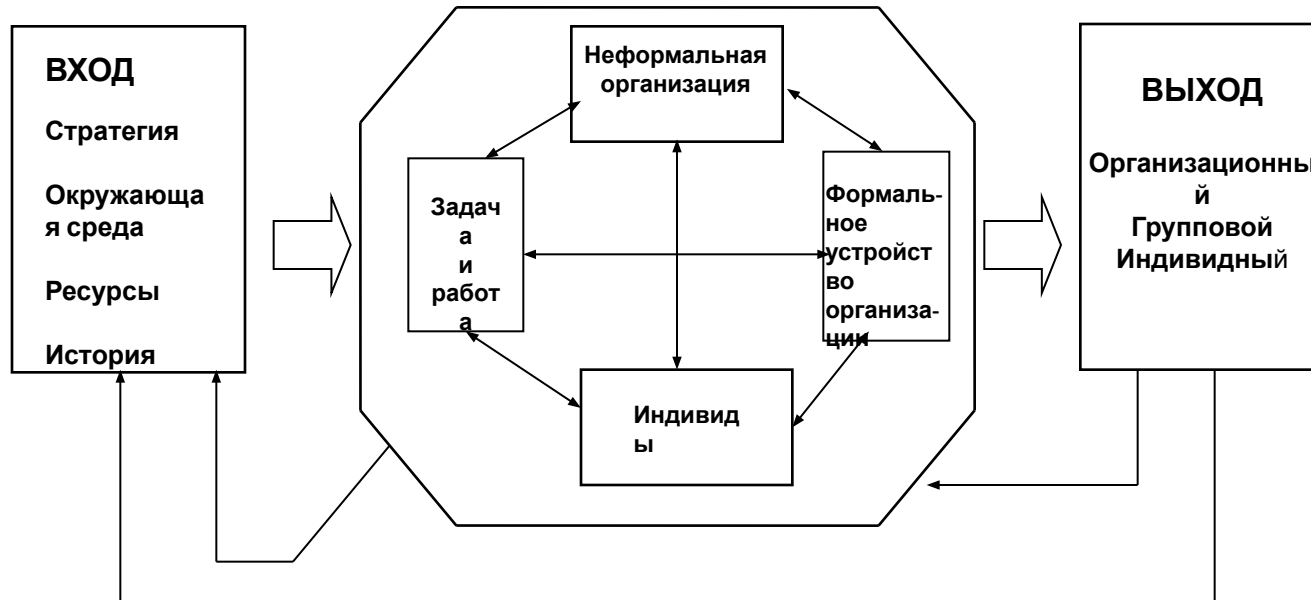 ВХОД
Стратегия
Окружающа
я среда
Ресурсы
История
Неформальная
организация
Задач
а
и
работ
а
Формаль-
ное
устройст
во
организа-
ции
Индивид
ы
ВЫХОД
Организационны
й
Групповой
Индивидный